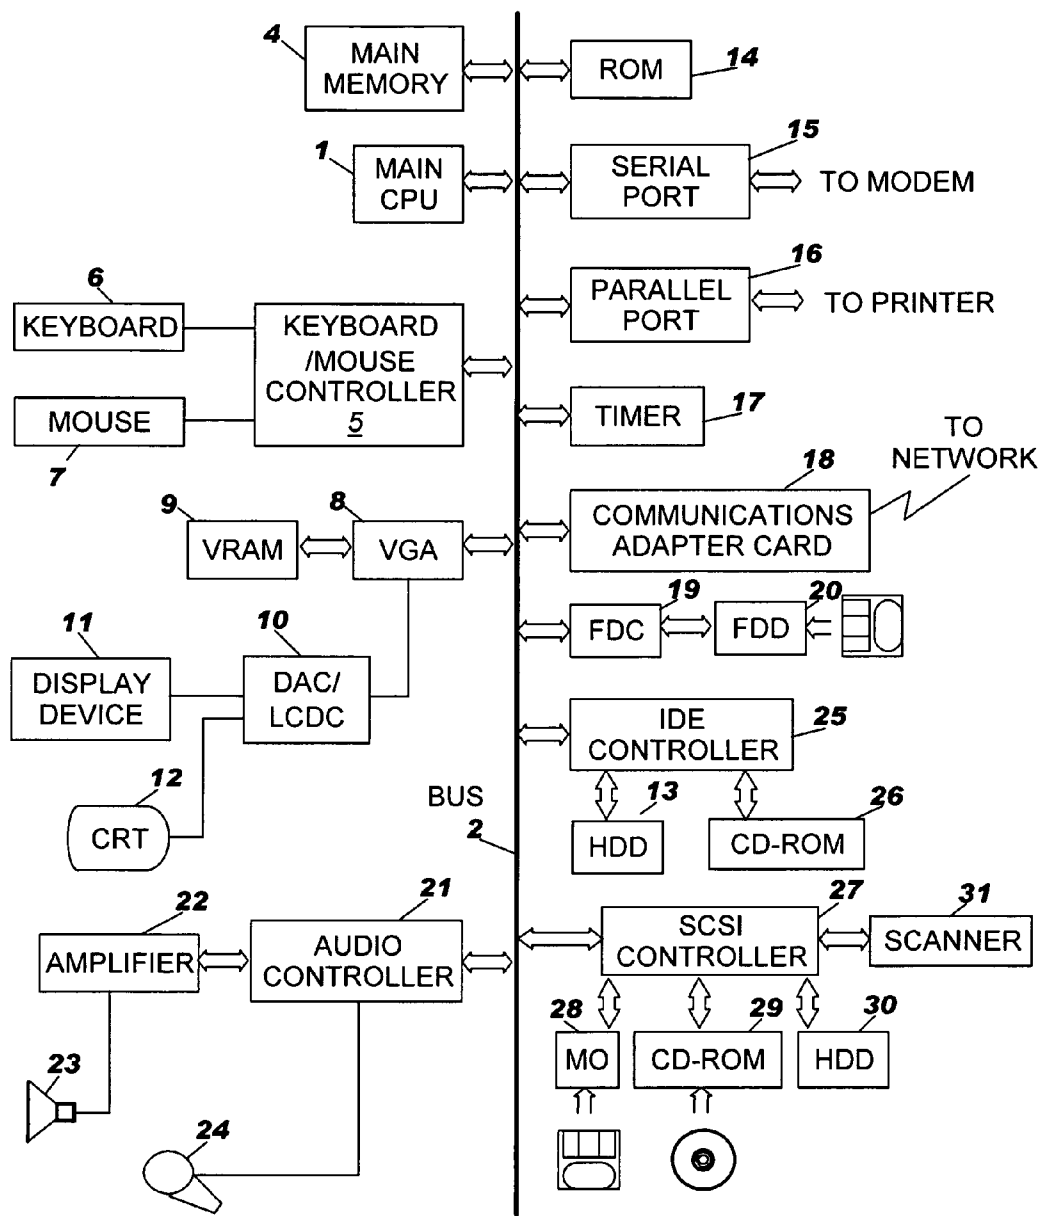 4
MAIN
MEMORY
ROM
14
1
MAIN
CPU
15
SERIAL
PORT
TO MODEM
16
PARALLEL
PORT
TO PRINTER
6
KEYBOARD
KEYBOARD
/MOUSE
CONTROLLER
5
MOUSE
7
TIMER
17
TO
NETWORK
18
COMMUNICATIONS
ADAPTER CARD
9
VRAM
8
VGA
19
FDC
20
FDD
11
DISPLAY
DEVICE
10
DAC/
LCDC
IDE
CONTROLLER
25
12
CRT
BUS
2
13
HDD
26
CD-ROM
22
AMPLIFIER
21
AUDIO
CONTROLLER
27
SCSI
CONTROLLER
31
SCANNER
28
MO
29
CD-ROM
30
HDD
23
24